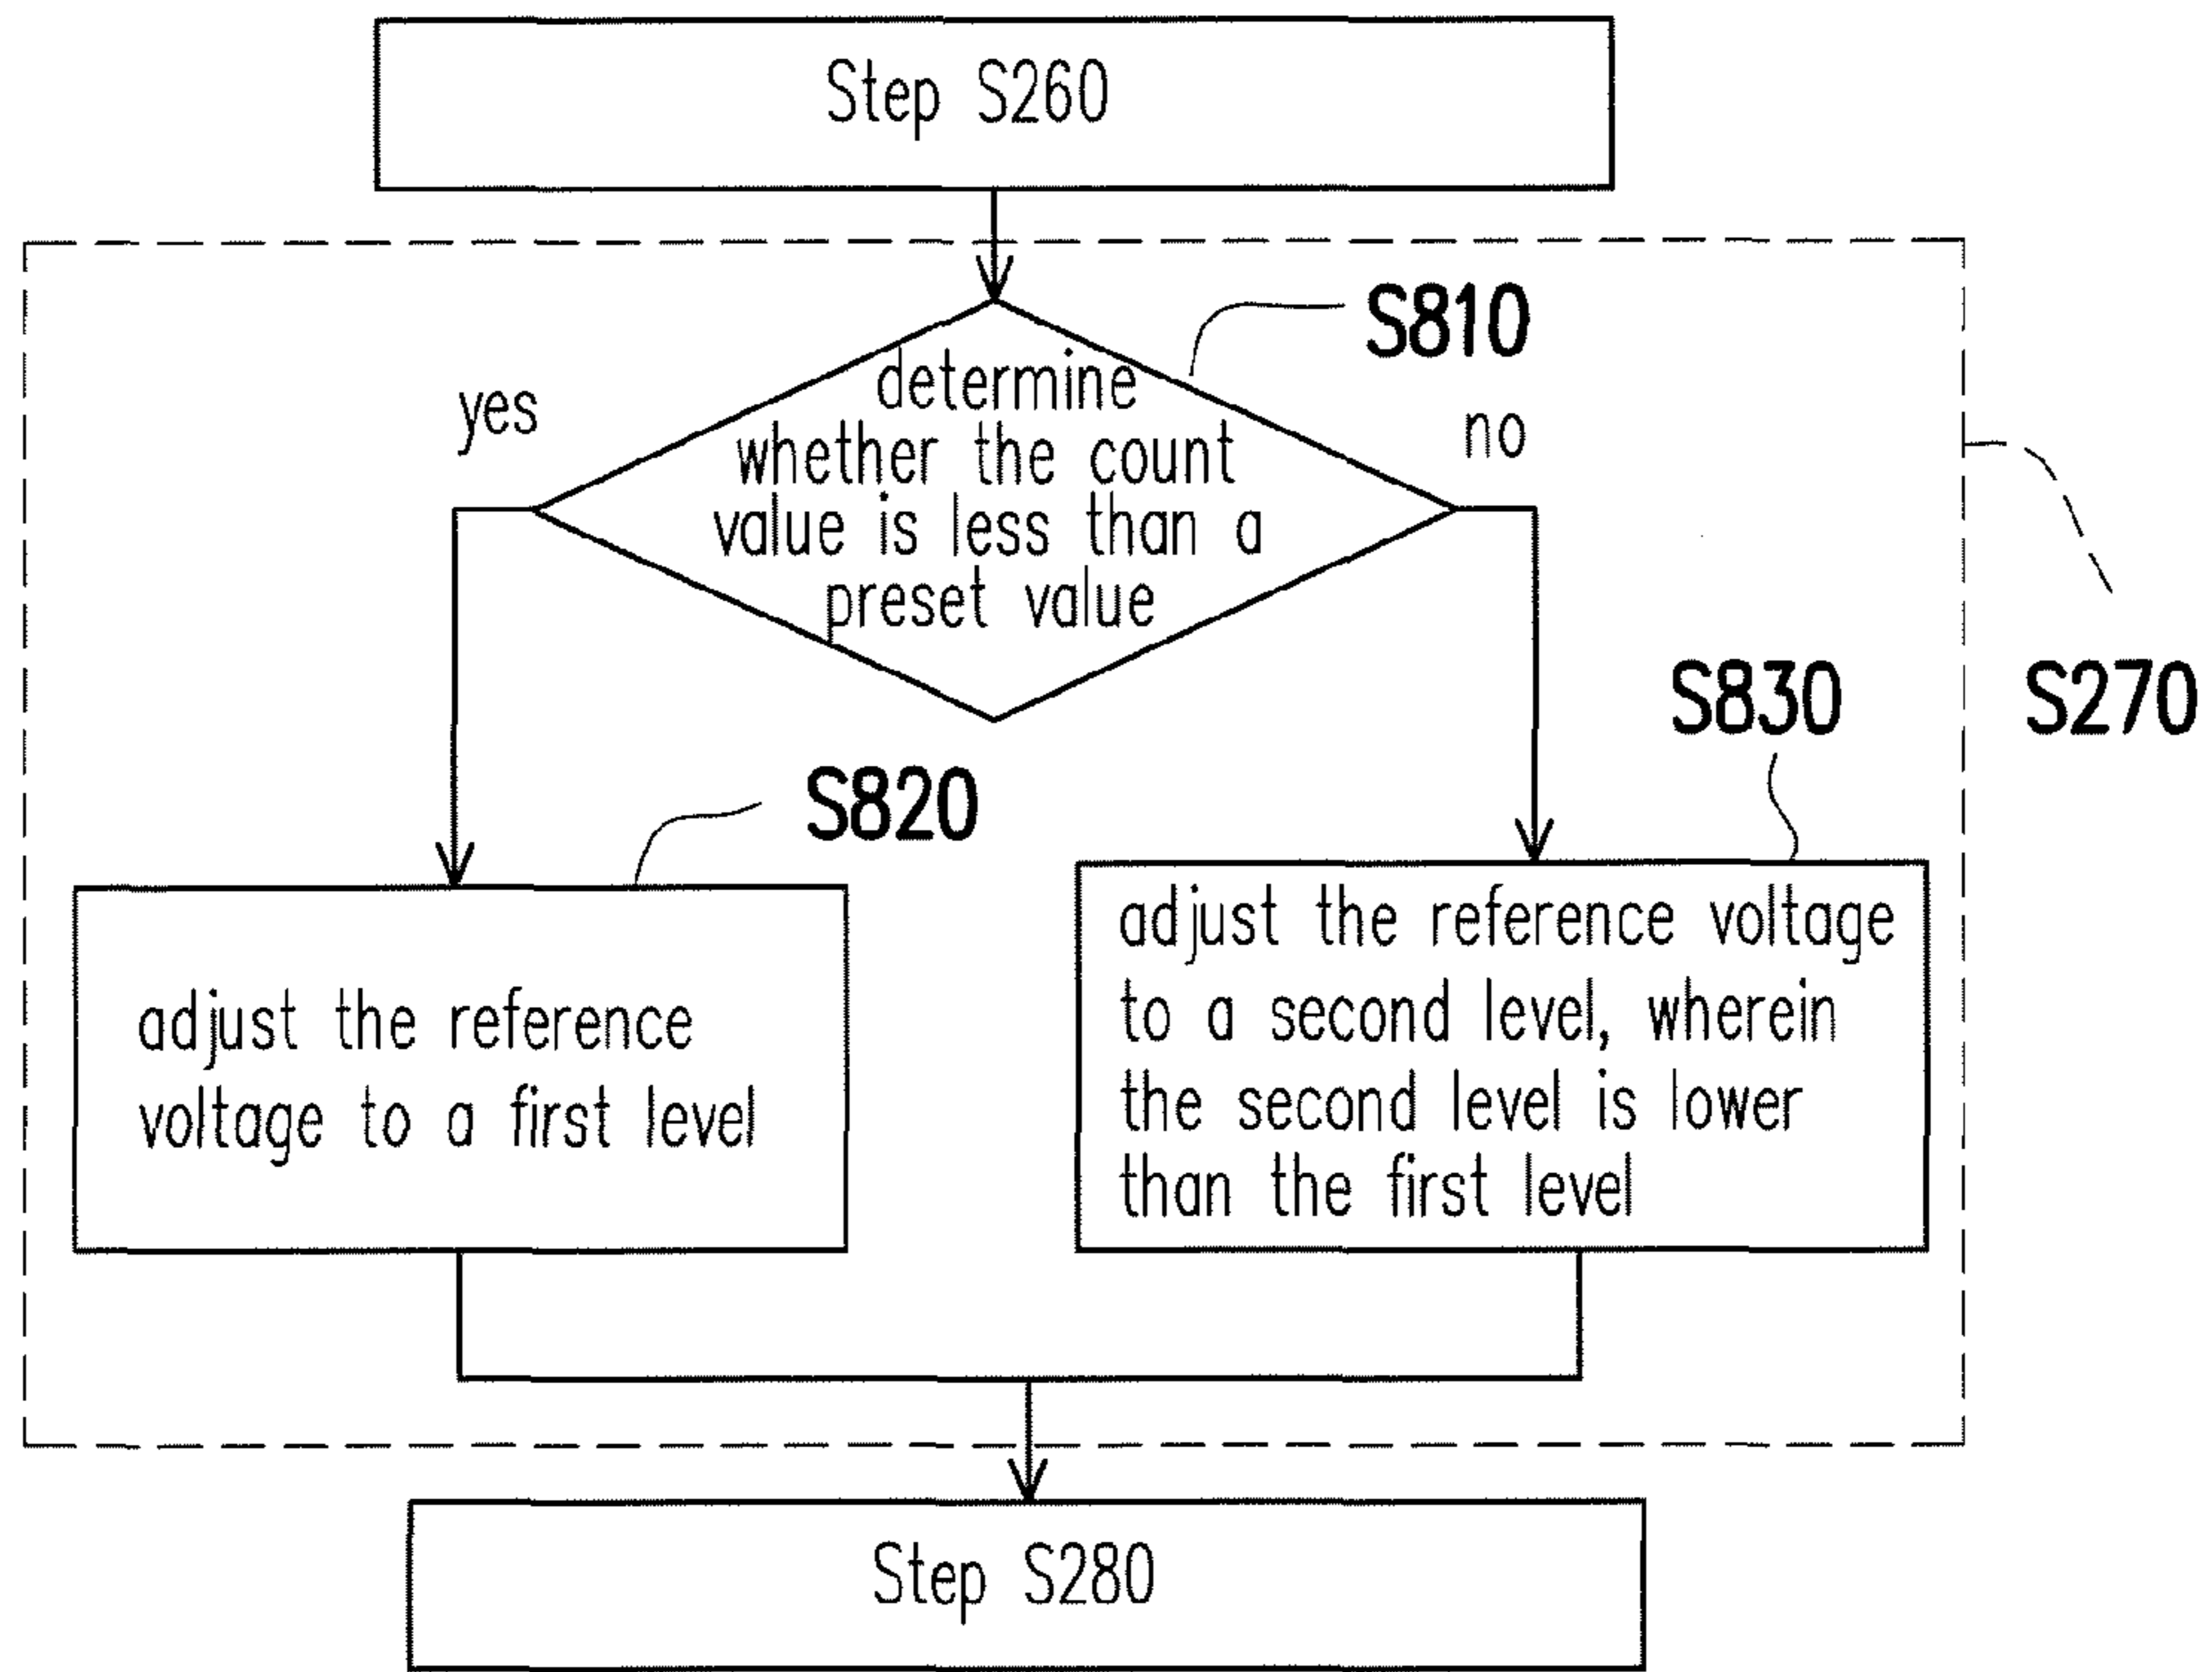 Step S260
S810
yes
no
determine
whether the count
value is less than a
preset value
S270
S830
S820
adjust the reference
voltage to a first level
adjust the reference voltage
to a second level, wherein
the second level is lower
than the first level
Step S280